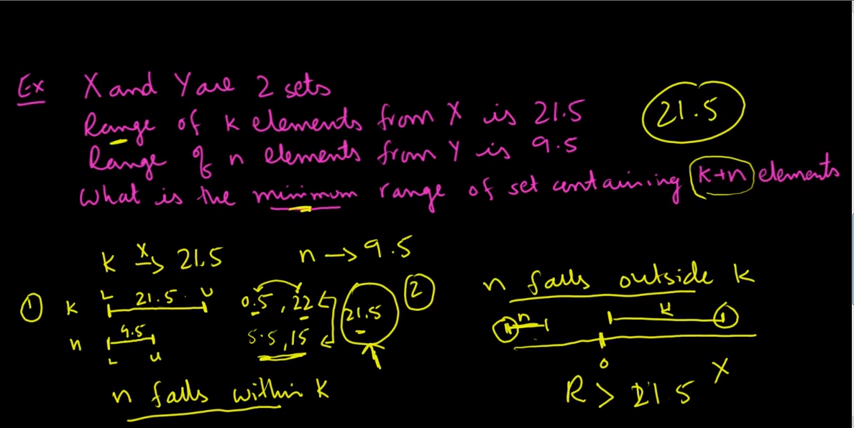 Ex X and Y are 2 sets
Range of k elements from X is 21.5
21.5
Range of n elements from Y is 9.5
What is the minimum range of set containing k+n elements
k X→ 21.5 n → 9.5
① k L 21.5 U 0.5, 22 21.5 ②
n 9.5 5.5, 15
L U
n falls within k
n falls outside k
n k
0
R > 21.5 X